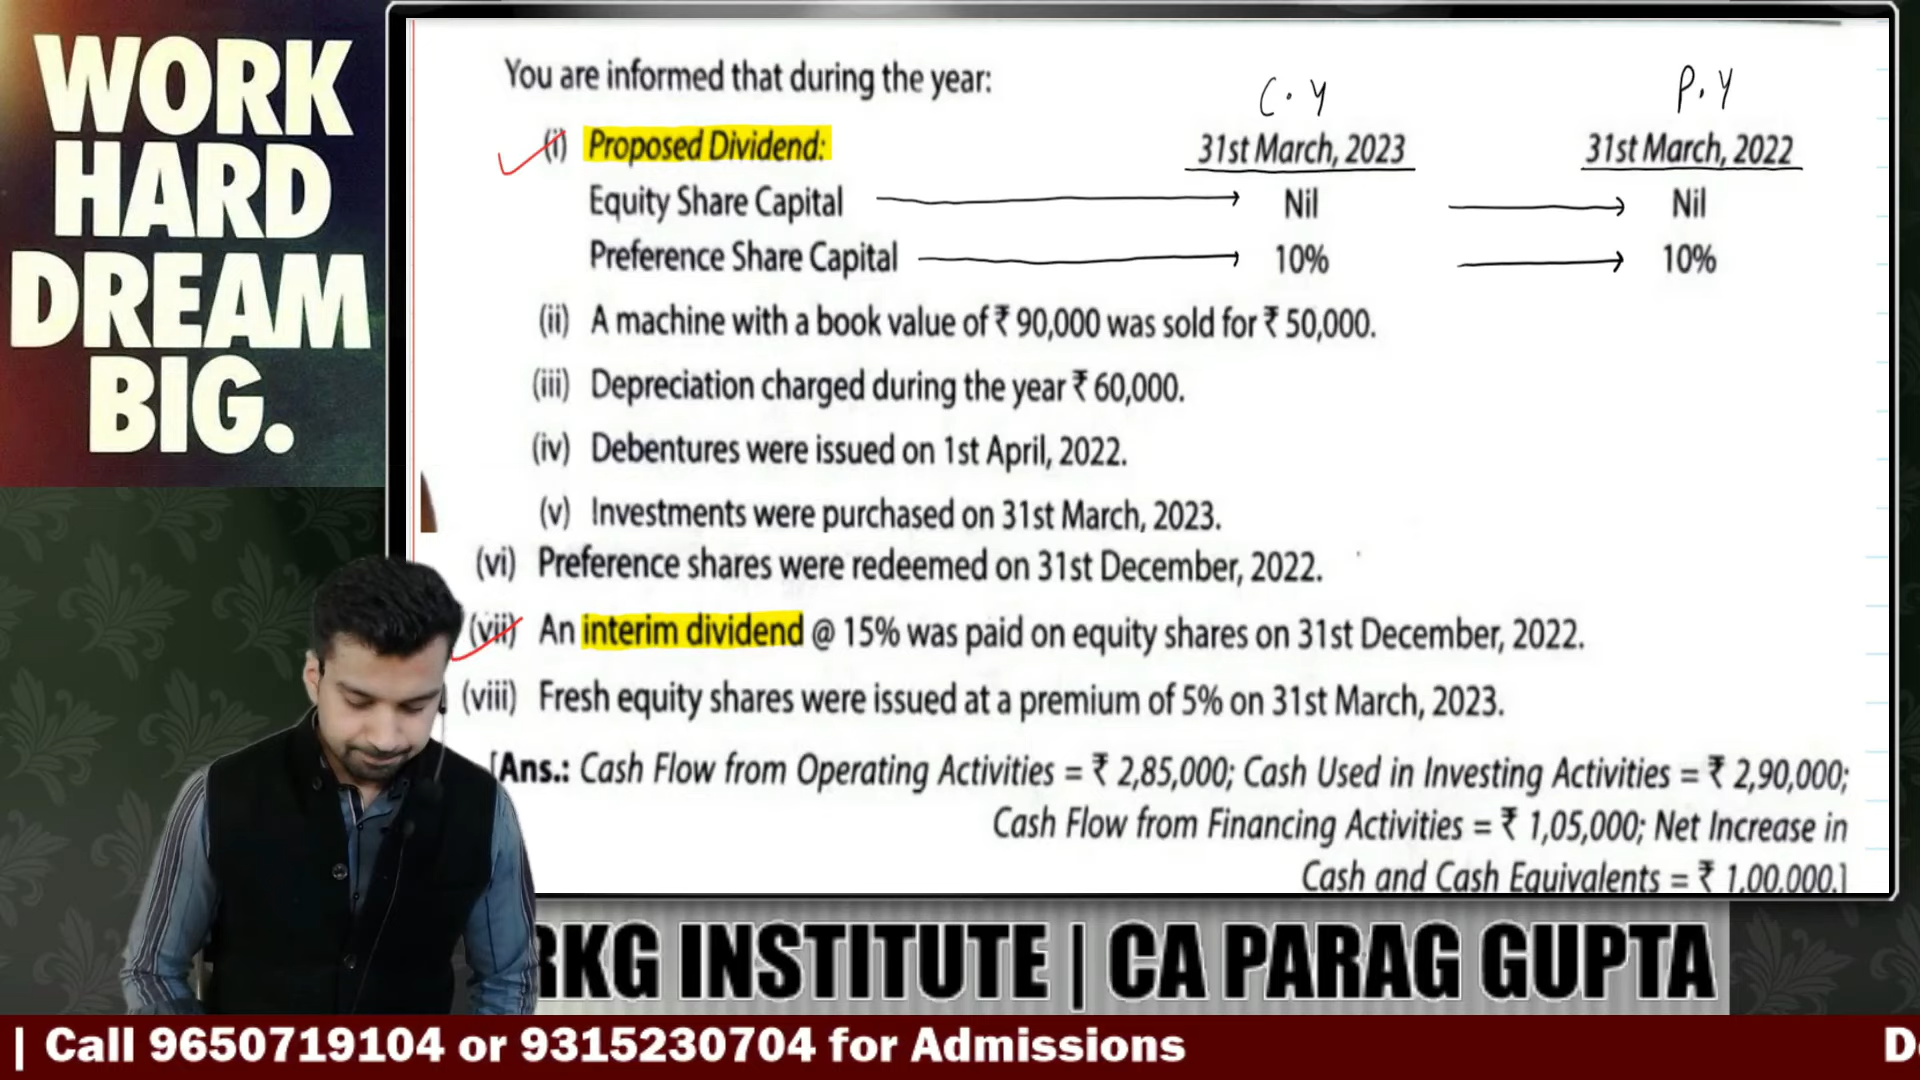 WORK
HARD
DREAM
BIG.
You are informed that during the year:
C.Y P.Y
(i) Proposed Dividend: 31st March, 2023 31st March, 2022
Equity Share Capital Nil Nil
Preference Share Capital 10% 10%
(ii) A machine with a book value of ₹ 90,000 was sold for ₹ 50,000.
(iii) Depreciation charged during the year ₹ 60,000.
(iv) Debentures were issued on 1st April, 2022.
(v) Investments were purchased on 31st March, 2023.
(vi) Preference shares were redeemed on 31st December, 2022.
(vii) An interim dividend @ 15% was paid on equity shares on 31st December, 2022.
(viii) Fresh equity shares were issued at a premium of 5% on 31st March, 2023.
[Ans.: Cash Flow from Operating Activities = ₹ 2,85,000; Cash Used in Investing Activities = ₹ 2,90,000;
Cash Flow from Financing Activities = ₹ 1,05,000; Net Increase in
Cash and Cash Equivalents = ₹ 1,00,000.]
RKG INSTITUTE | CA PARAG GUPTA
| Call 9650719104 or 9315230704 for Admissions